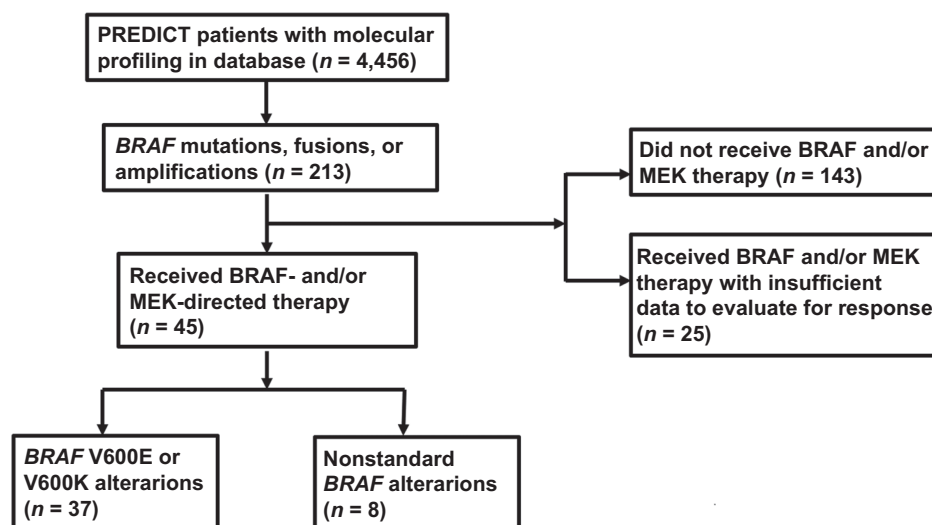 PREDICT patients with molecular
profiling in database (n = 4,456)
BRAF mutations, fusions, or
amplifications (n = 213)
Did not receive BRAF and/or
MEK therapy (n = 143)
Received BRAF and/or MEK
therapy with insufficient
data to evaluate for response
(n = 25)
Received BRAF- and/or
MEK-directed therapy
(n = 45)
BRAF V600E or
V600K alterarions
(n = 37)
Nonstandard
BRAF alterarions
(n = 8)